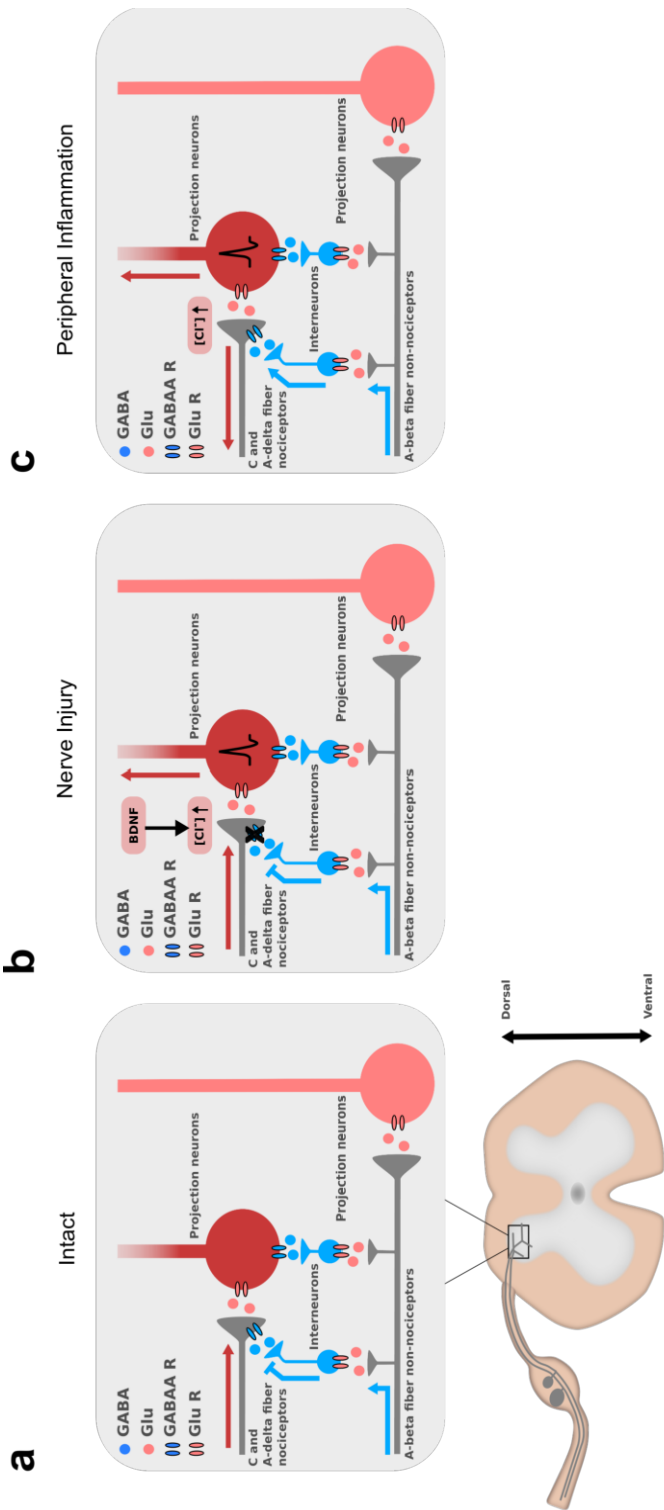 a
Intact
GABA
Glu
GABAA R
Glu R
Projection neurons
C and
A-delta fiber
nociceptors
Interneurons
Projection neurons
A-beta fiber non-nociceptors
Dorsal
Ventral
b
Nerve Injury
GABA
Glu
GABAA R
Glu R
BDNF
[Cl⁻]↑
Projection neurons
C and
A-delta fiber
nociceptors
Interneurons
Projection neurons
A-beta fiber non-nociceptors
c
Peripheral Inflammation
GABA
Glu
GABAA R
Glu R
[Cl⁻]↑
Projection neurons
C and
A-delta fiber
nociceptors
Interneurons
Projection neurons
A-beta fiber non-nociceptors